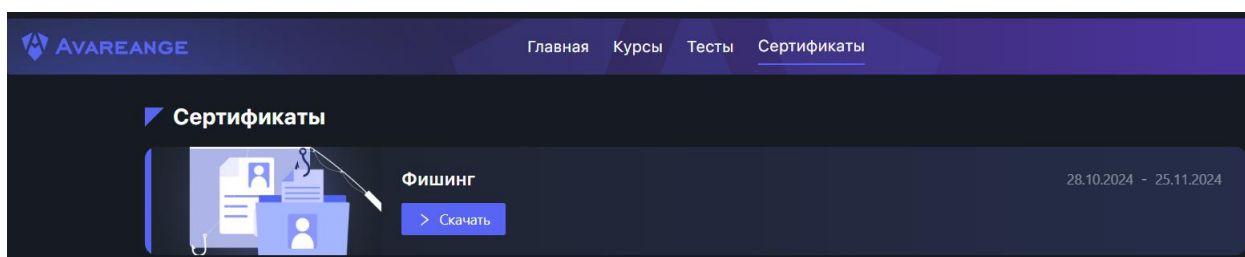 AVAREANGE
Главная Курсы Тесты Сертификаты
Сертификаты
Фишинг
28.10.2024 - 25.11.2024
> Скачать